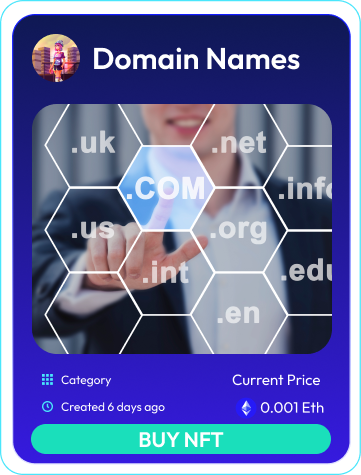 Domain Names
.uk
.net
.COM
.info
.us
.org
.int
.edu
.en
Category
Current Price
Created 6 days ago
0.001 Eth
BUY NFT